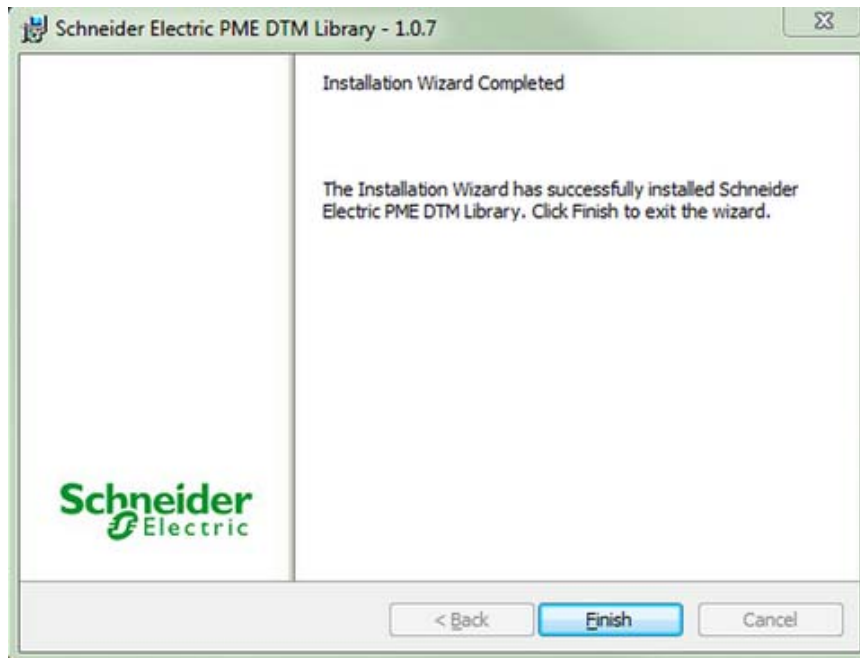 Schneider Electric PME DTM Library - 1.0.7
Installation Wizard Completed
The Installation Wizard has successfully installed Schneider
Electric PME DTM Library. Click Finish to exit the wizard.
Schneider
Electric
< Back
Finish
Cancel